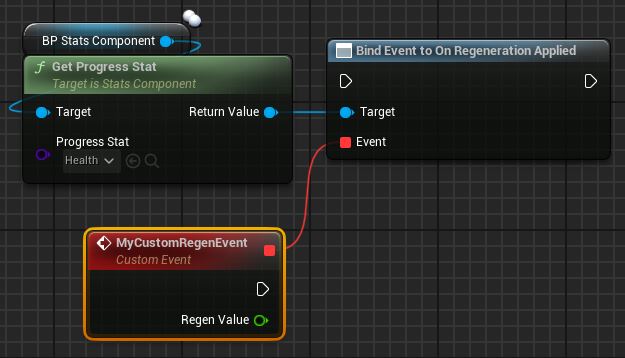 BP Stats Component
Get Progress Stat
Target is Stats Component
Target
Return Value
Progress Stat
Health
Bind Event to On Regeneration Applied
Target
Event
MyCustomRegenEvent
Custom Event
Regen Value